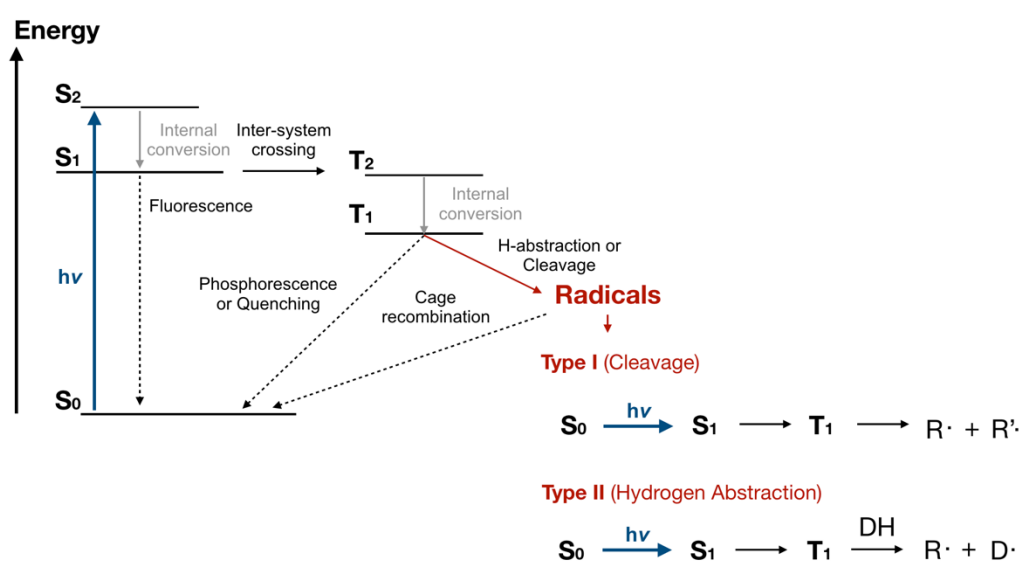 Energy
S2
Internal
conversion
Inter-system
crossing
S1
T2
Fluorescence
Internal
conversion
T1
H-abstraction or
Cleavage
hν
Phosphorescence
or Quenching
Cage
recombination
Radicals
Type I (Cleavage)
S0
S0 hν S1 T1 R· + R’·
Type II (Hydrogen Abstraction)
S0 hν S1 T1 DH R· + D·